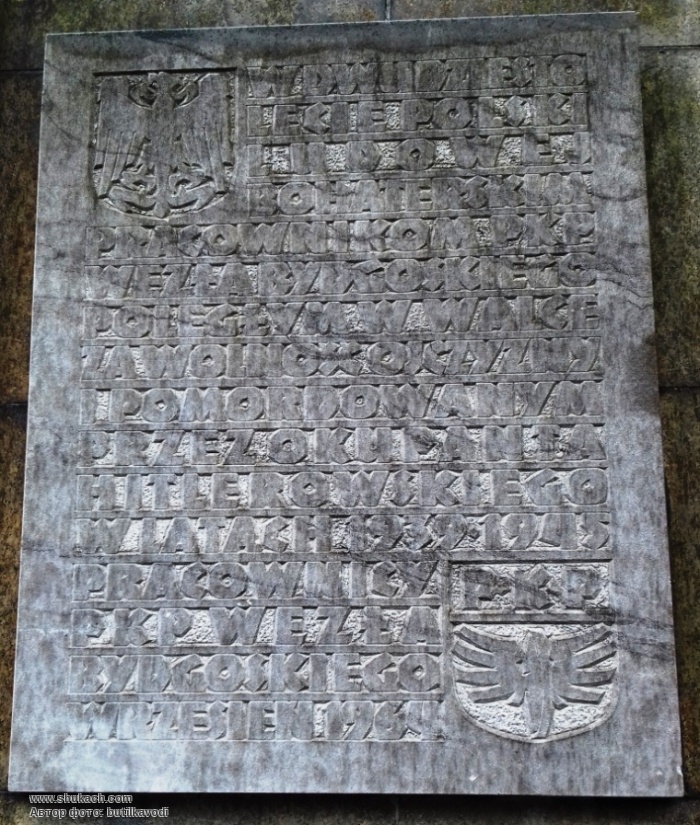 W DWUDZIESTO
LECIE POLSKI
LUDOWEJ
BOHATERSKIM
PRACOWNIKOM PKP
WĘZŁA BYDGOSKIEGO
POLEGŁYM W WALCE
ZA WOLNOŚĆ OJCZYZNY
I POMORDOWANYM
PRZEZ OKUPANTA
HITLEROWSKIEGO
W LATACH 1939-1945
PRACOWNICY
PKP WĘZŁA
BYDGOSKIEGO
WRZESIEŃ 1964
PKP
www.shukach.com
Автор фото: butilkavodi